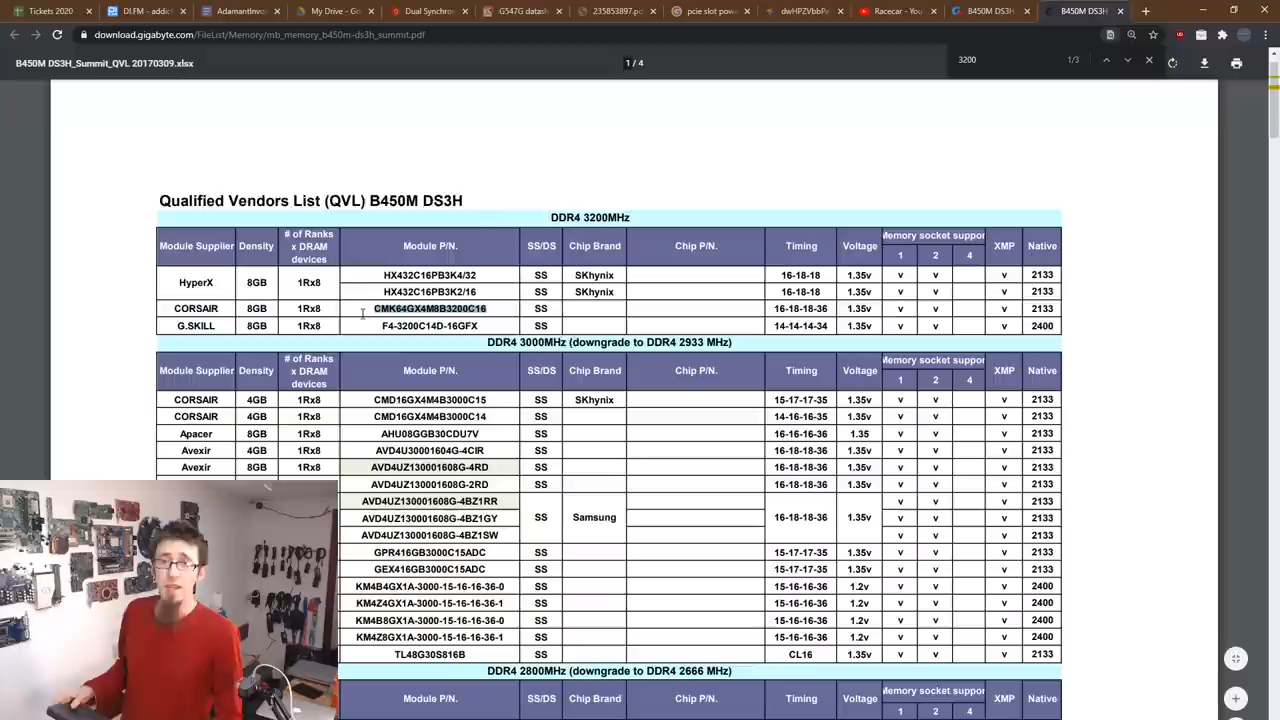 Tickets 2020
DIL - addict
AdamantInvo
My Drive - Go
Dual Synchro
G547G datash
235853897.pd
pcie slot pow
dwHPZVbbPx
Racecar - You
B450M DS3H
B450M DS3H
download.gigabyte.com/FileList/Memory/mb_memory_b450m-ds3h_summit.pdf
B450M DS3H_Summit_QVL 20170309.xlsx
1 / 4
3200
1/3
Qualified Vendors List (QVL) B450M DS3H
DDR4 3200MHz
Module Supplier Density # of Ranks x DRAM devices Module P/N. SS/DS Chip Brand Chip P/N. Timing Voltage Memory socket suppor 1 2 4 XMP Native
HyperX 8GB 1Rx8 HX432C16PB3K4/32 SS SKhynix 16-18-18 1.35v v v v 2133
HX432C16PB3K2/16 SS SKhynix 16-18-18 1.35v v v v 2133
CORSAIR 8GB 1Rx8 CMK64GX4M8B3200C16 SS 16-18-18-36 1.35v v v v 2133
G.SKILL 8GB 1Rx8 F4-3200C14D-16GFX SS 14-14-14-34 1.35v v v v 2400
DDR4 3000MHz (downgrade to DDR4 2933 MHz)
Module Supplier Density # of Ranks x DRAM devices Module P/N. SS/DS Chip Brand Chip P/N. Timing Voltage Memory socket suppor 1 2 4 XMP Native
CORSAIR 4GB 1Rx8 CMD16GX4M4B3000C15 SS SKhynix 15-17-17-35 1.35v v v v 2133
CORSAIR 4GB 1Rx8 CMD16GX4M4B3000C14 SS 14-16-16-35 1.35v v v v 2133
Apacer 8GB 1Rx8 AHU08GGB30CDU7V SS 16-16-16-36 1.35 v v v 2133
Avexir 4GB 1Rx8 AVD4U30001604G-4CIR SS 16-18-18-36 1.35v v v v 2133
Avexir 8GB 1Rx8 AVD4UZ130001608G-4RD SS 16-18-18-36 1.35v v v v 2133
AVD4UZ130001608G-2RD SS 16-18-18-36 1.35v v v v 2133
AVD4UZ130001608G-4BZ1RR v v v 2133
AVD4UZ130001608G-4BZ1GY SS Samsung 16-18-18-36 1.35v v v v 2133
AVD4UZ130001608G-4BZ1SW v v v 2133
GPR416GB3000C15ADC SS 15-17-17-35 1.35v v v v 2133
GEX416GB3000C15ADC SS 15-17-17-35 1.35v v v v 2133
KM4B4GX1A-3000-15-16-16-36-0 SS 15-16-16-36 1.2v v v v 2400
KM4Z4GX1A-3000-15-16-16-36-1 SS 15-16-16-36 1.2v v v v 2400
KM4B8GX1A-3000-15-16-16-36-0 SS 15-16-16-36 1.2v v v v 2400
KM4Z8GX1A-3000-15-16-16-36-1 SS 15-16-16-36 1.2v v v v 2400
TL48G30S816B SS CL16 1.35v v v v 2133
DDR4 2800MHz (downgrade to DDR4 2666 MHz)
Module P/N. SS/DS Chip Brand Chip P/N. Timing Voltage Memory socket suppor 1 2 4 XMP Native